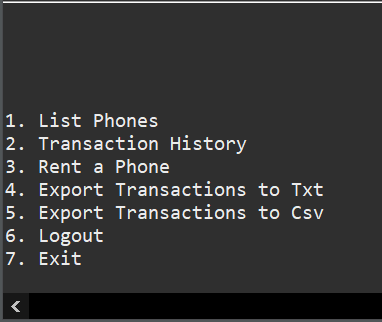 1. List Phones
2. Transaction History
3. Rent a Phone
4. Export Transactions to Txt
5. Export Transactions to Csv
6. Logout
7. Exit